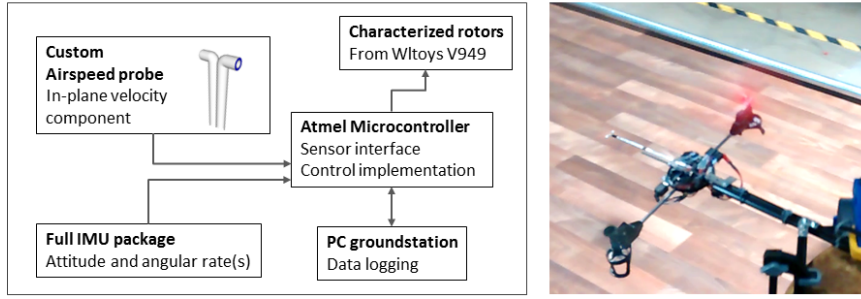 Custom
Airspeed probe
In-plane velocity
component
Characterized rotors
From Wltoys V949
Atmel Microcontroller
Sensor interface
Control implementation
Full IMU package
Attitude and angular rate(s)
PC groundstation
Data logging